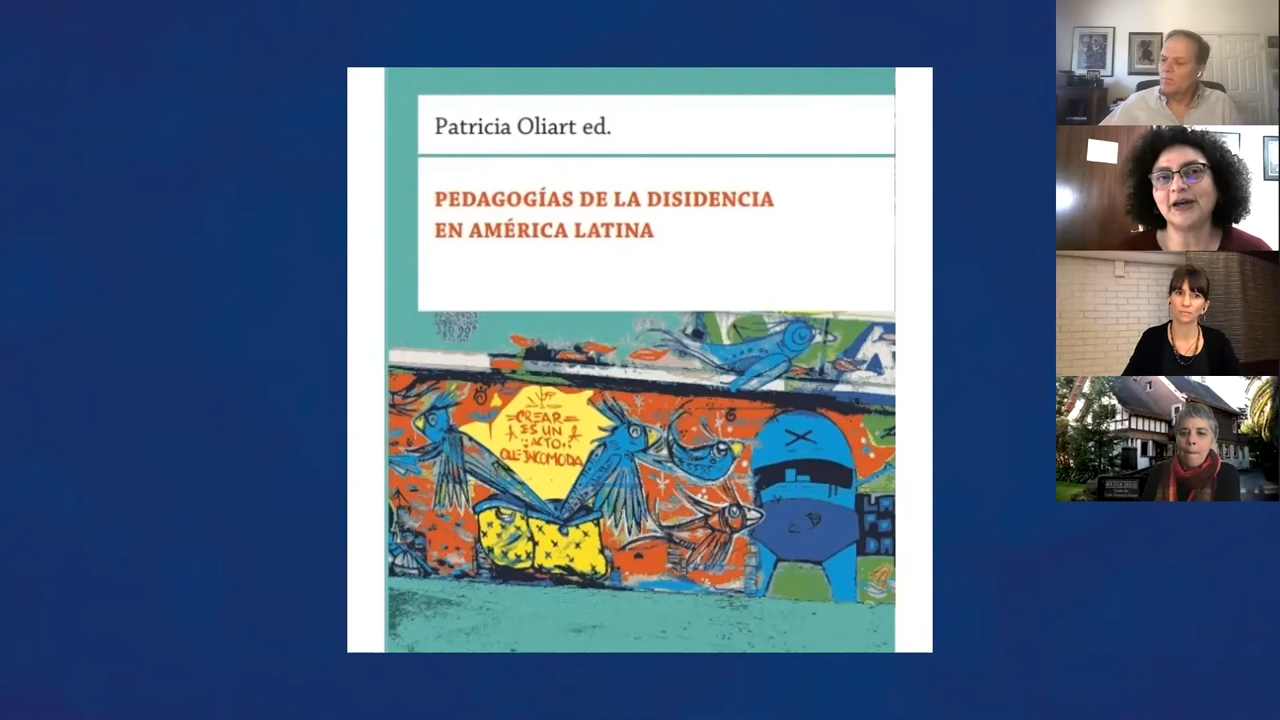 Patricia Oliart ed.
PEDAGOGÍAS DE LA DISIDENCIA
EN AMÉRICA LATINA
CREAR
ES UN
ACTO
QUE INCOMODA